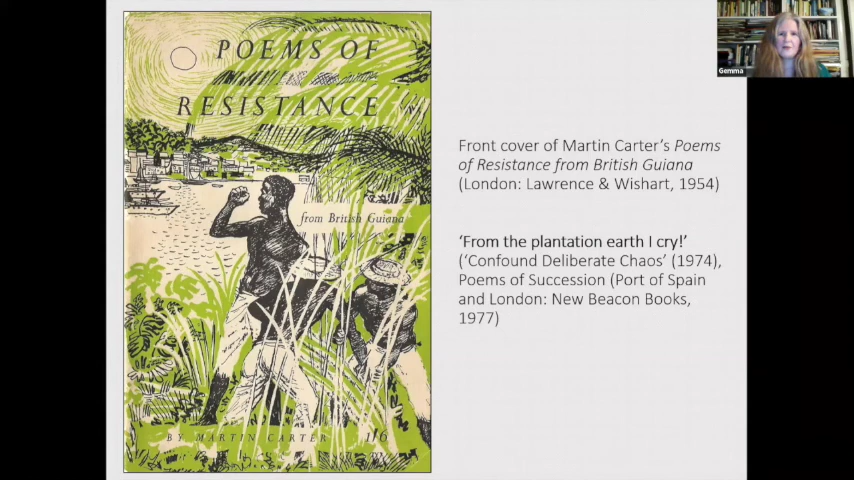 POEMS OF
RESISTANCE
from British Guiana
BY MARTIN CARTER 1/6
Front cover of Martin Carter’s Poems
of Resistance from British Guiana
(London: Lawrence & Wishart, 1954)
‘From the plantation earth I cry!’
(‘Confound Deliberate Chaos’ (1974),
Poems of Succession (Port of Spain
and London: New Beacon Books,
1977)
Gemma